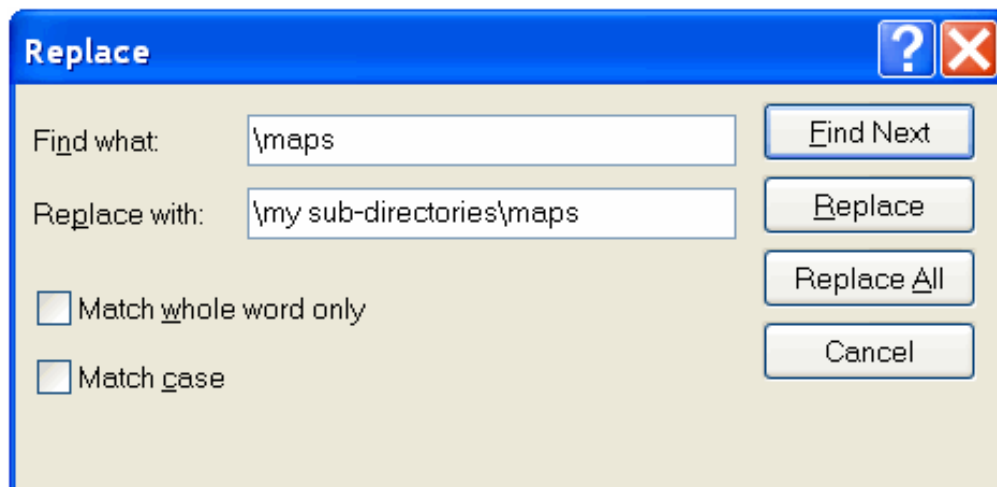 Replace
Find what: \maps Find Next
Replace with: \my sub-directories\maps Replace
Match whole word only Replace All
Match case Cancel